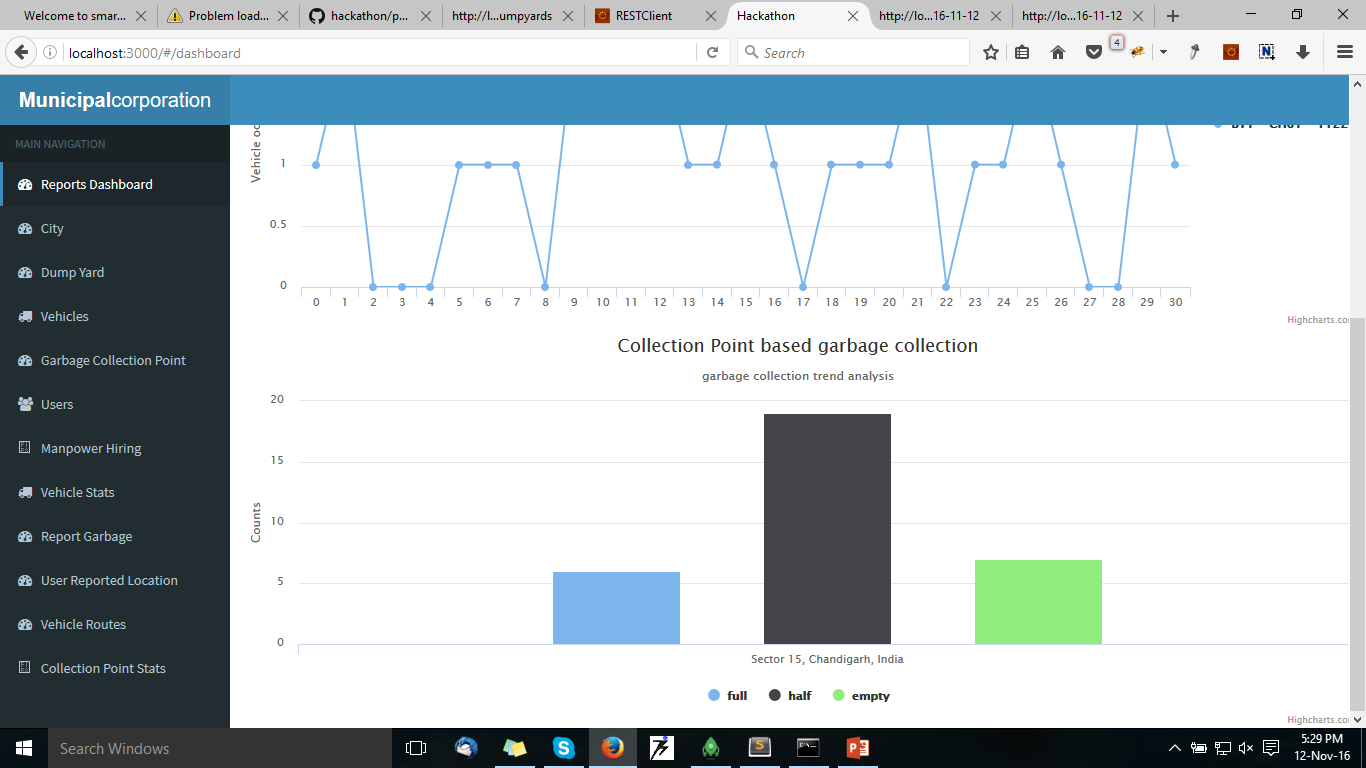 Welcome to smar...
Problem load...
hackathon/p...
http://l...umpyards
RESTClient
Hackathon
http://lo...16-11-12
http://lo...16-11-12
localhost:3000/#/dashboard
Search
4
Municipalcorporation
MAIN NAVIGATION
Reports Dashboard
City
Dump Yard
Vehicles
Garbage Collection Point
Users
Manpower Hiring
Vehicle Stats
Report Garbage
User Reported Location
Vehicle Routes
Collection Point Stats
Vehicle oc
1
0.5
0
0 1 2 3 4 5 6 7 8 9 10 11 12 13 14 15 16 17 18 19 20 21 22 23 24 25 26 27 28 29 30
Highcharts.co
Collection Point based garbage collection
garbage collection trend analysis
Counts
20
15
10
5
0
Sector 15, Chandigarh, India
full half empty
Highcharts.co
Search Windows
5:29 PM
12-Nov-16